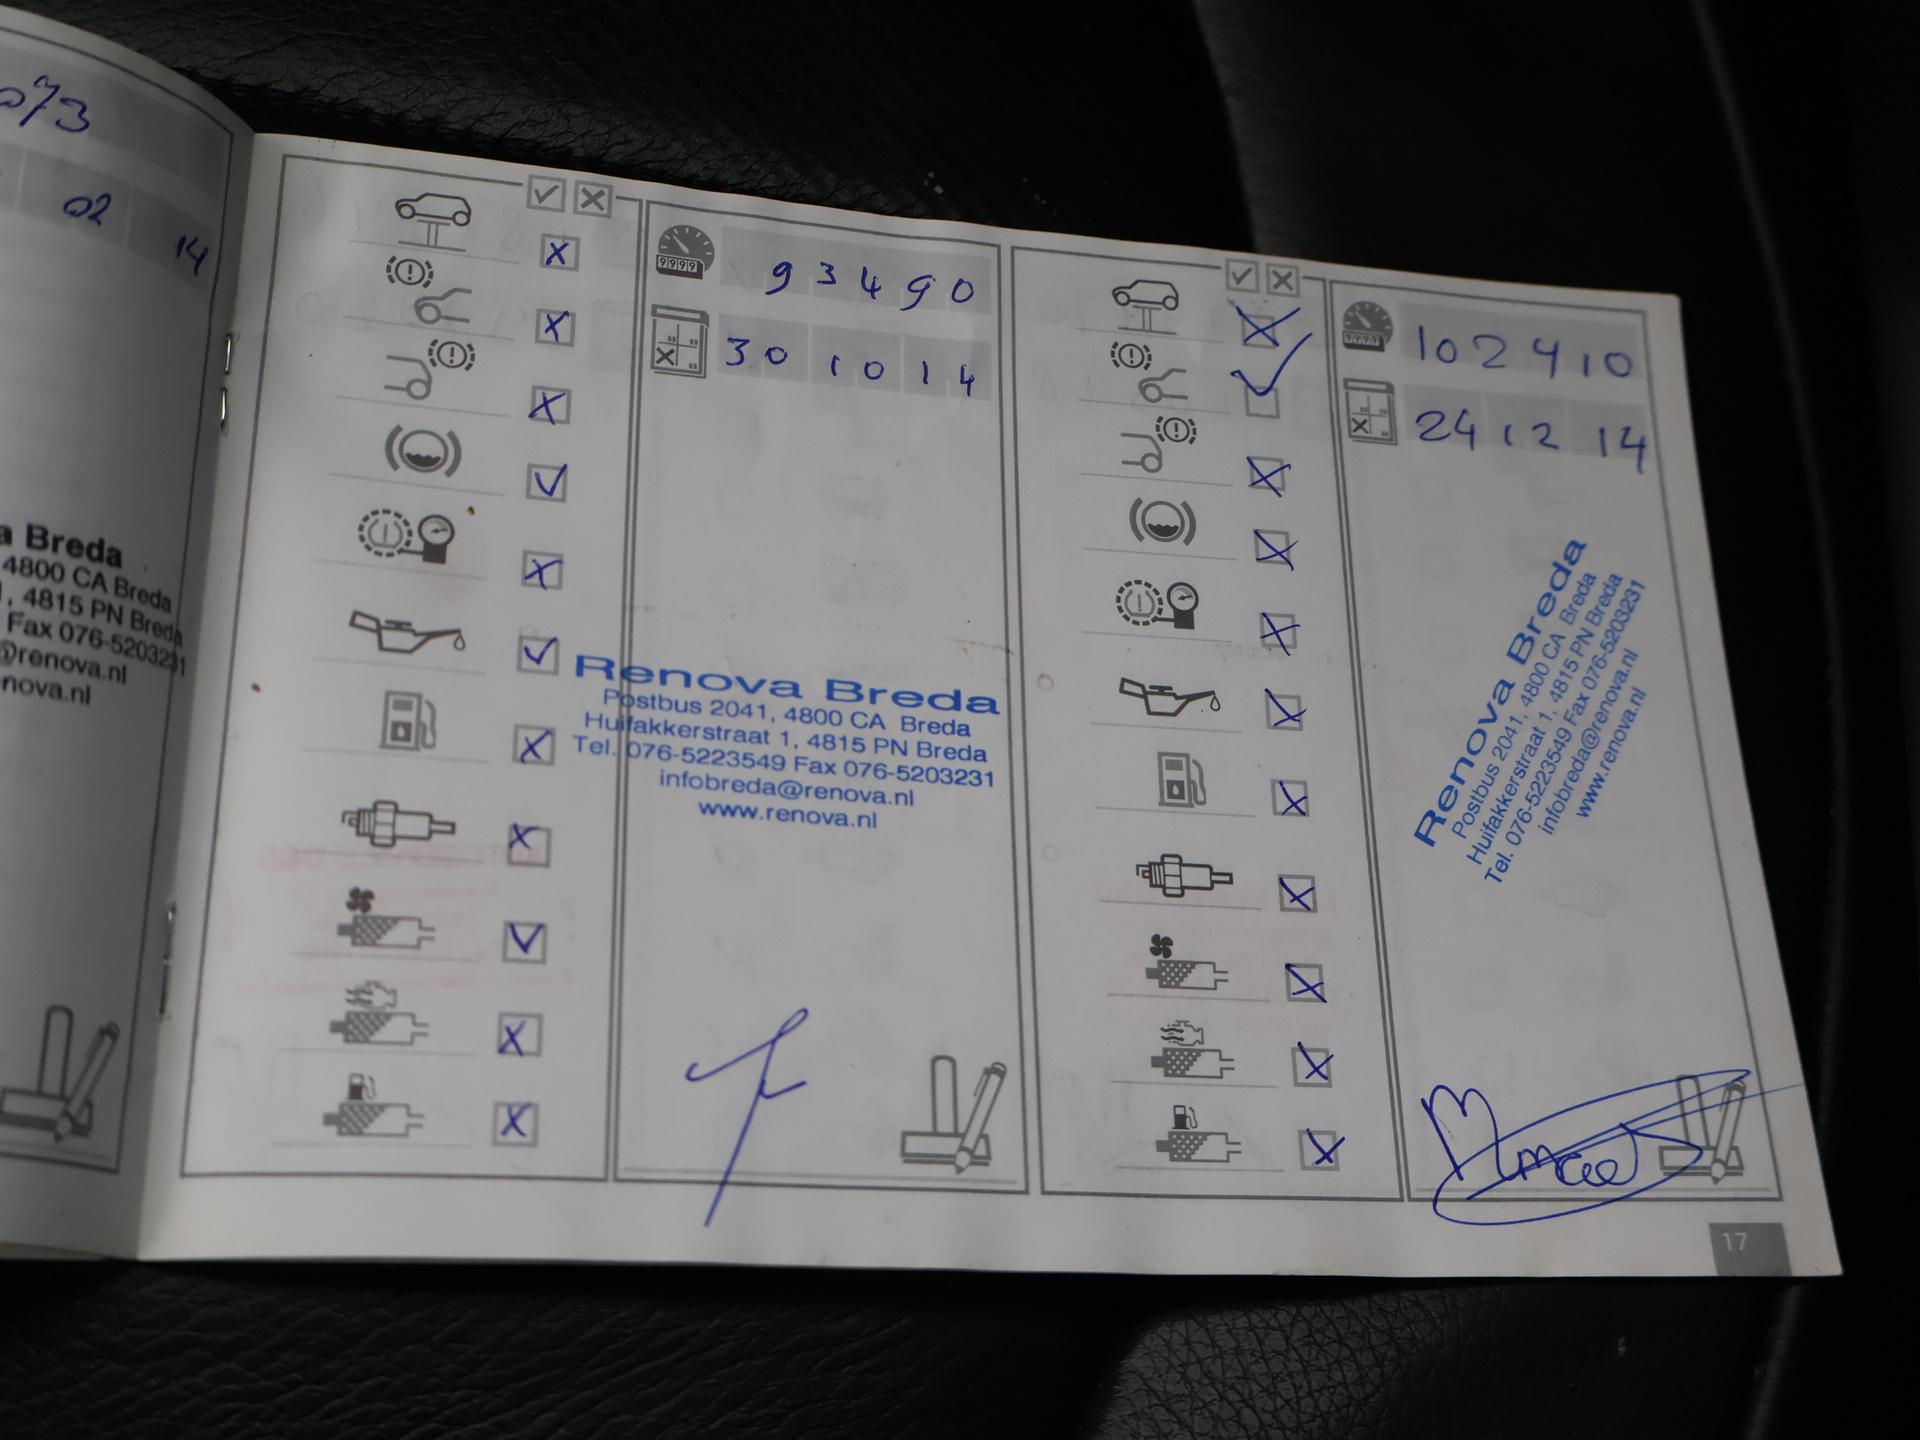 073
02 14
a Breda
4800 CA Breda
, 4815 PN Breda
Fax 076-5203231
@renova.nl
nova.nl
9999
93490
30 10 14
Renova Breda
Postbus 2041, 4800 CA Breda
Huifakkerstraat 1, 4815 PN Breda
Tel. 076-5223549 Fax 076-5203231
infobreda@renova.nl
www.renova.nl
9999
102410
24 12 14
Renova Breda
Postbus 2041, 4800 CA Breda
Huifakkerstraat 1, 4815 PN Breda
Tel. 076-5223549 Fax 076-5203231
infobreda@renova.nl
www.renova.nl
17